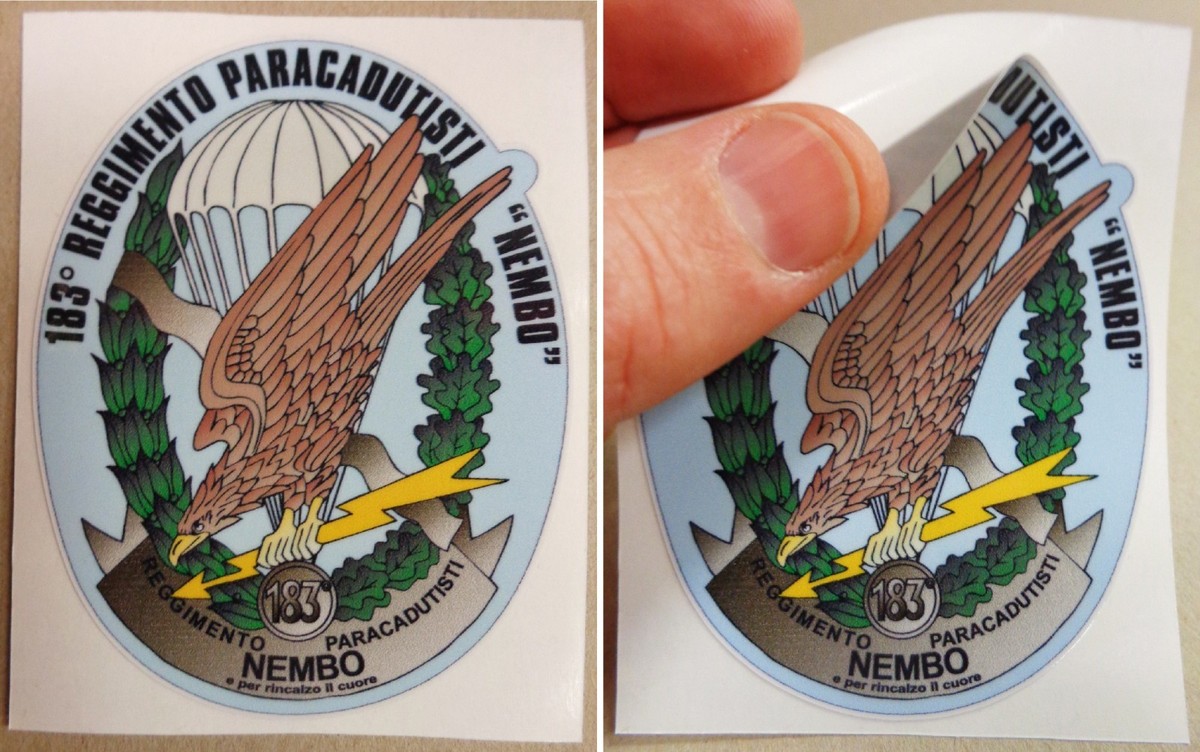 183° REGGIMENTO PARACADUTISTI
“NEMBO”
183°
REGGIMENTO PARACADUTISTI
NEMBO
e per rincalzo il cuore
DUTISTI
“NEMBO”
183°
REGGIMENTO PARACADUTISTI
NEMBO
e per rincalzo il cuore